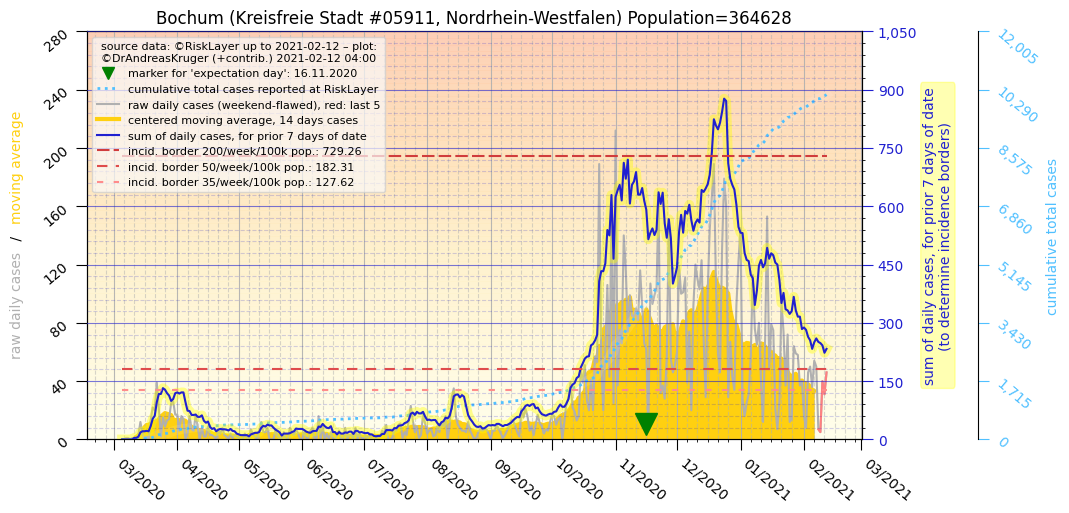 Bochum (Kreisfreie Stadt #05911, Nordrhein-Westfalen) Population=364628
source data: ©RiskLayer up to 2021-02-12 – plot:
©DrAndreasKruger (+contrib.) 2021-02-12 04:00
marker for 'expectation day': 16.11.2020
cumulative total cases reported at RiskLayer
raw daily cases (weekend-flawed), red: last 5
centered moving average, 14 days cases
sum of daily cases, for prior 7 days of date
incid. border 200/week/100k pop.: 729.26
incid. border 50/week/100k pop.: 182.31
incid. border 35/week/100k pop.: 127.62
raw daily cases / moving average
280
240
200
160
120
80
40
0
03/2020
04/2020
05/2020
06/2020
07/2020
08/2020
09/2020
10/2020
11/2020
12/2020
01/2021
02/2021
03/2021
1,050
900
750
600
450
300
150
0
sum of daily cases, for prior 7 days of date
(to determine incidence borders)
12,005
10,290
8,575
6,860
5,145
3,430
1,715
0
cumulative total cases